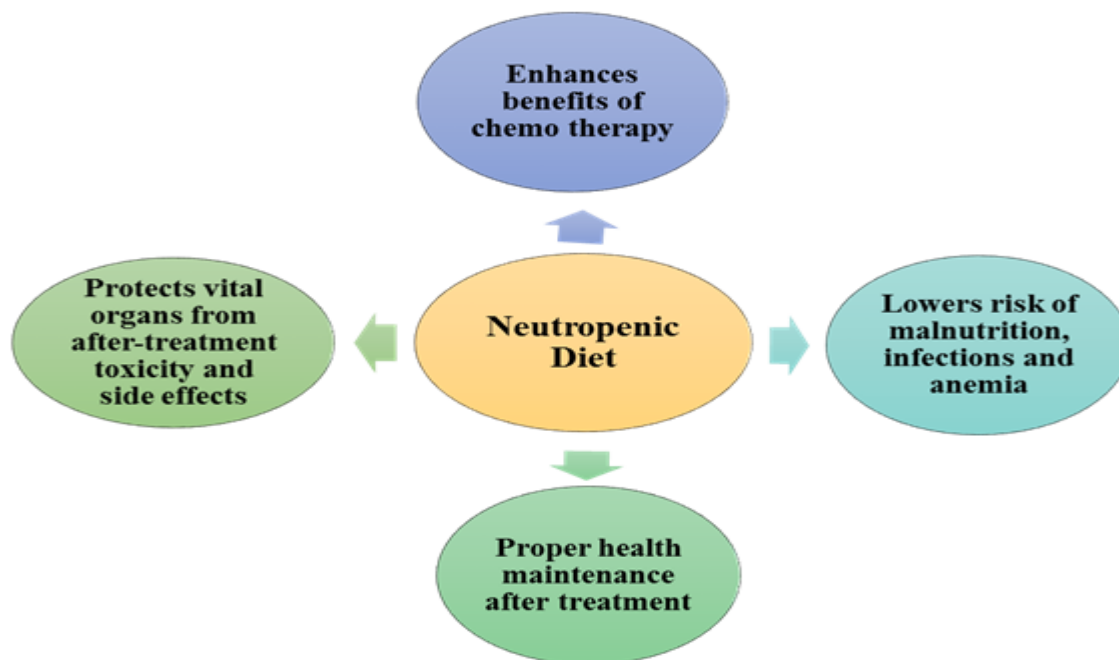 Enhances
benefits of
chemo therapy
Protects vital
organs from
after-treatment
toxicity and
side effects
Neutropenic
Diet
Lowers risk of
malnutrition,
infections and
anemia
Proper health
maintenance
after treatment